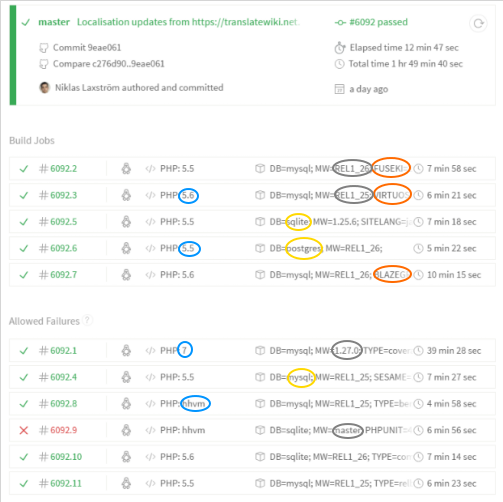 master Localisation updates from https://translatewiki.net.
#6092 passed
Commit 9eae061
Elapsed time 12 min 47 sec
Compare c276d90..9eae061
Total time 1 hr 49 min 40 sec
Niklas Laxström authored and committed
a day ago
Build Jobs
# 6092.2 </> PHP: 5.5 DB=mysql; MW=REL1_26; FUSEKI= 7 min 58 sec
# 6092.3 </> PHP: 5.6 DB=mysql; MW=REL1_25; VIRTUOS 6 min 21 sec
# 6092.5 </> PHP: 5.5 DB=sqlite; MW=1.25.6; SITELANG=j 7 min 18 sec
# 6092.6 </> PHP: 5.5 DB=postgres; MW=REL1_26; 5 min 22 sec
# 6092.7 </> PHP: 5.6 DB=mysql; MW=REL1_26; BLAZEG 10 min 15 sec
Allowed Failures ?
# 6092.1 </> PHP: 7 DB=mysql; MW=1.27.0; TYPE=cover 39 min 28 sec
# 6092.4 </> PHP: 5.5 DB=mysql; MW=REL1_25; SESAME= 7 min 27 sec
# 6092.8 </> PHP: hhvm DB=mysql; MW=REL1_25; TYPE=be 4 min 58 sec
# 6092.9 </> PHP: hhvm DB=sqlite; MW=master; PHPUNIT=4 6 min 56 sec
# 6092.10 </> PHP: 5.6 DB=sqlite; MW=REL1_26; TYPE=co 7 min 14 sec
# 6092.11 </> PHP: 5.5 DB=mysql; MW=REL1_25; TYPE=rel 6 min 23 sec